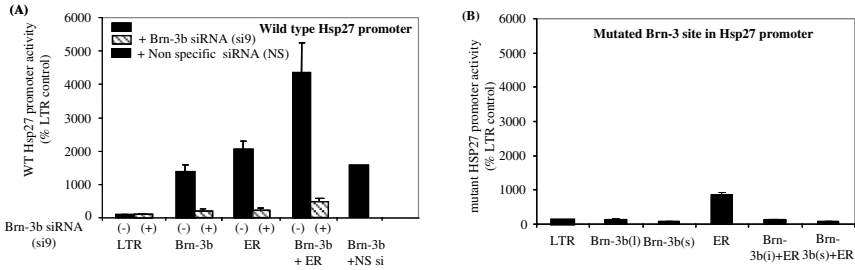 (A)
Wild type Hsp27 promoter
+ Brn-3b siRNA (si9)
+ Non specific siRNA (NS)
WT Hsp27 promoter activity
(% LTR control)
6000
5000
4000
3000
2000
1000
0
Brn-3b siRNA
(si9)
(-) (+) (-) (+) (-) (+) (-) (+)
LTR Brn-3b ER Brn-3b
+ ER
Brn-3b
+NS si
(B)
Mutated Brn-3 site in Hsp27 promoter
mutant HSP27 promoter activity
(% LTR control)
6000
5000
4000
3000
2000
1000
0
LTR Brn-3b(l) Brn-3b(s) ER Brn-
3b(i)+ER
Brn-
3b(s)+ER